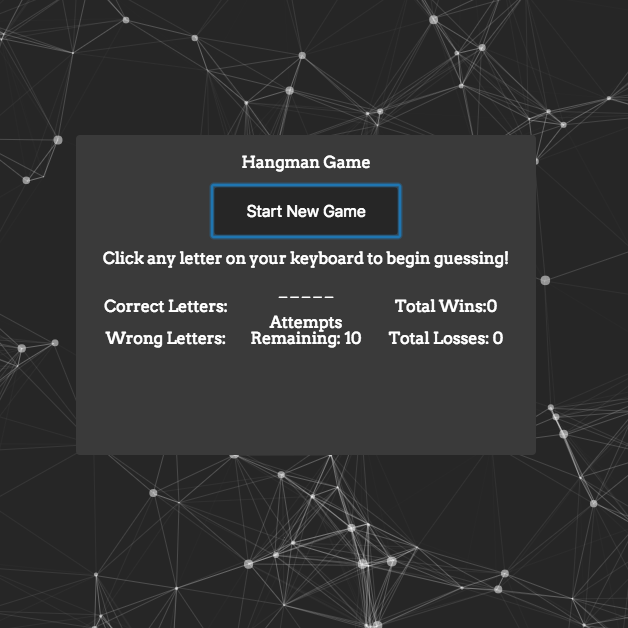 Hangman Game
Start New Game
Click any letter on your keyboard to begin guessing!
Correct Letters:
_ _ _ _ _
Total Wins:0
Wrong Letters:
Attempts
Remaining: 10
Total Losses: 0